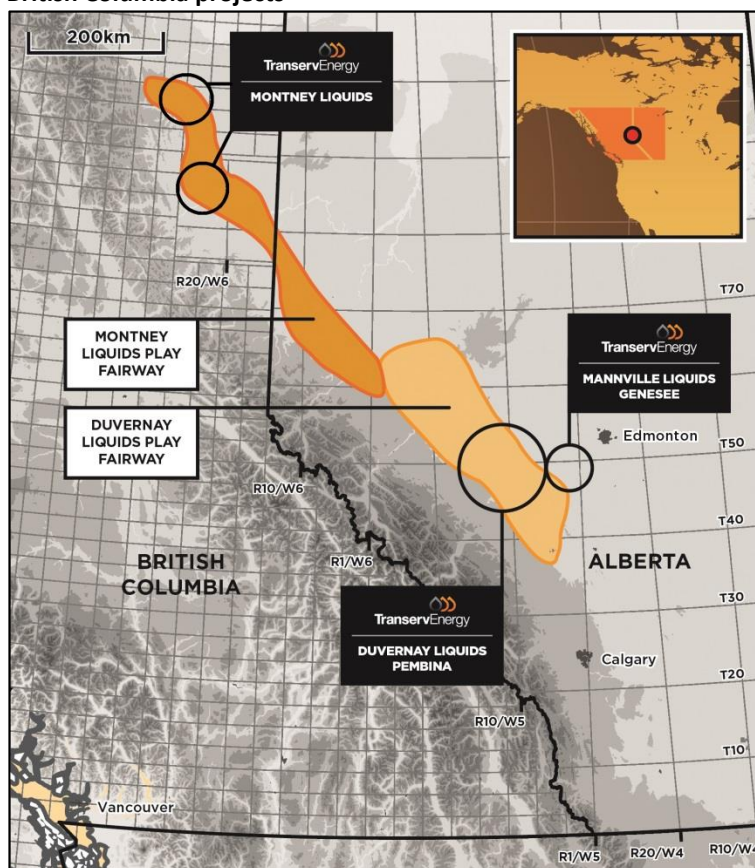 British Columbia projects
200km
TranservEnergy
MONTNEY LIQUIDS
R20/W6
T70
MONTNEY
LIQUIDS PLAY
FAIRWAY
TranservEnergy
MANNVILLE LIQUIDS
GENESEE
DUVERNAY
LIQUIDS PLAY
FAIRWAY
Edmonton
T50
R10/W6
T40
R1/W6
BRITISH
COLUMBIA
ALBERTA
TranservEnergy
DUVERNAY LIQUIDS
PEMBINA
T30
Calgary
T20
R10/W5
T10
Vancouver
R1/W5
R20/W4